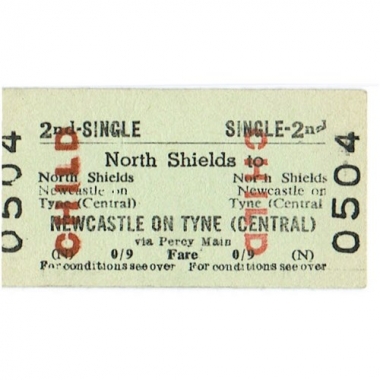 2nd-SINGLE SINGLE-2nd
North Shields to
North Shields North Shields
Newcastle on Newcastle on
Tyne (Central) Tyne (Central
NEWCASTLE ON TYNE (CENTRAL)
via Percy Main
(N) 0/9 Fare 0/9 (N)
For conditions see over For conditions see over
CHILD
CHILD
0504
0504